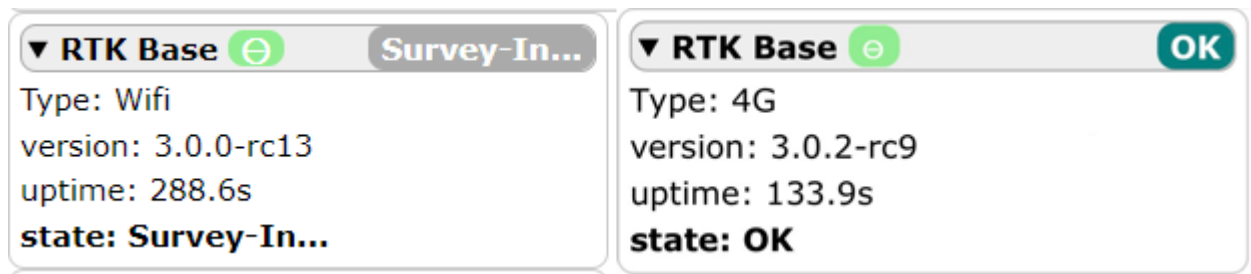 ▼ RTK Base ⊖ Survey-In...
Type: Wifi
version: 3.0.0-rc13
uptime: 288.6s
state: Survey-In...
▼ RTK Base ⊖ OK
Type: 4G
version: 3.0.2-rc9
uptime: 133.9s
state: OK